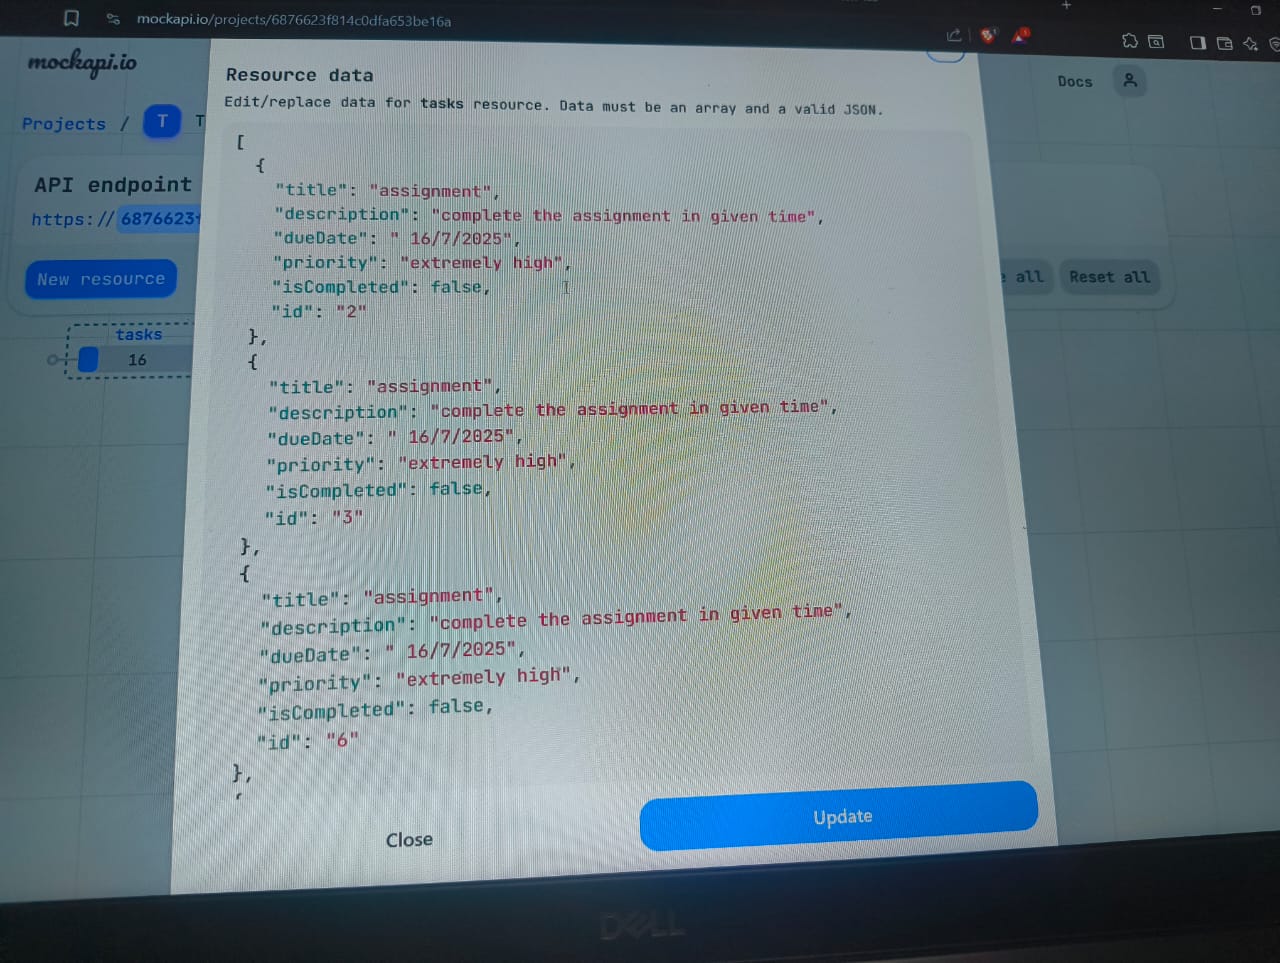 mockapi.io/projects/6876623f814c0dfa653be16a
mockapi.io
Docs
Projects / T T
API endpoint
https://6876623f
New resource
all
Reset all
tasks
16
Resource data
Edit/replace data for tasks resource. Data must be an array and a valid JSON.
[
{
"title": "assignment",
"description": "complete the assignment in given time",
"dueDate": " 16/7/2025",
"priority": "extremely high",
"isCompleted": false,
"id": "2"
},
{
"title": "assignment",
"description": "complete the assignment in given time",
"dueDate": " 16/7/2025",
"priority": "extremely high",
"isCompleted": false,
"id": "3"
},
{
"title": "assignment",
"description": "complete the assignment in given time",
"dueDate": " 16/7/2025",
"priority": "extremely high",
"isCompleted": false,
"id": "6"
},
Close
Update
DELL